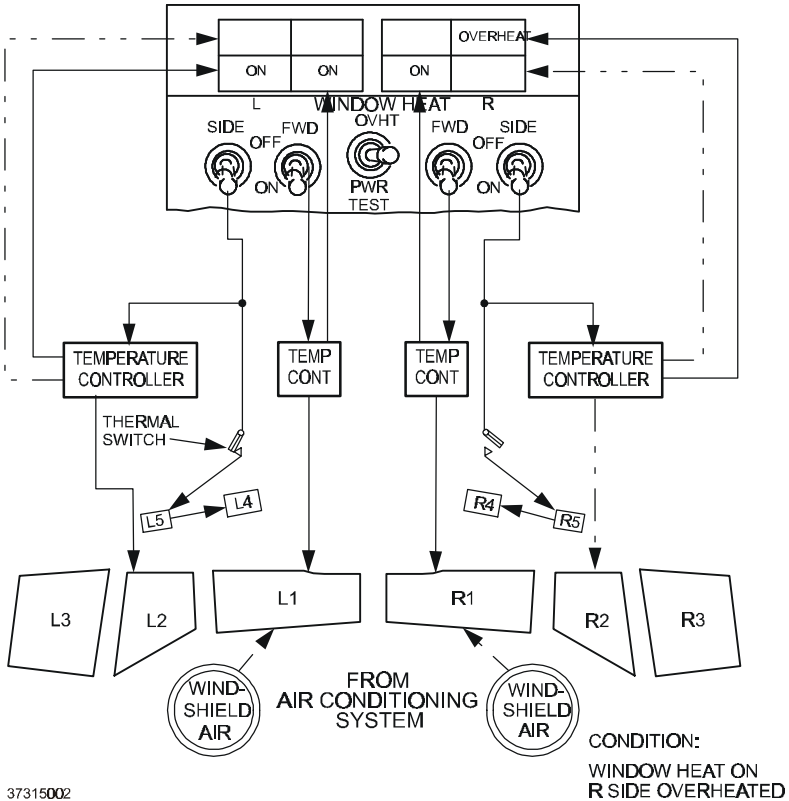 OVERHEAT
ON ON ON
L WINDOW HEAT R
OVHT
SIDE FWD FWD SIDE
OFF OFF
ON PWR ON
TEST
TEMPERATURE
CONTROLLER
TEMP
CONT
TEMP
CONT
TEMPERATURE
CONTROLLER
THERMAL
SWITCH
L5 L4 R4 R5
L3 L2 L1 R1 R2 R3
WIND-
SHIELD
AIR
FROM
AIR CONDITIONING
SYSTEM
WIND-
SHIELD
AIR
CONDITION:
WINDOW HEAT ON
R SIDE OVERHEATED
37315002